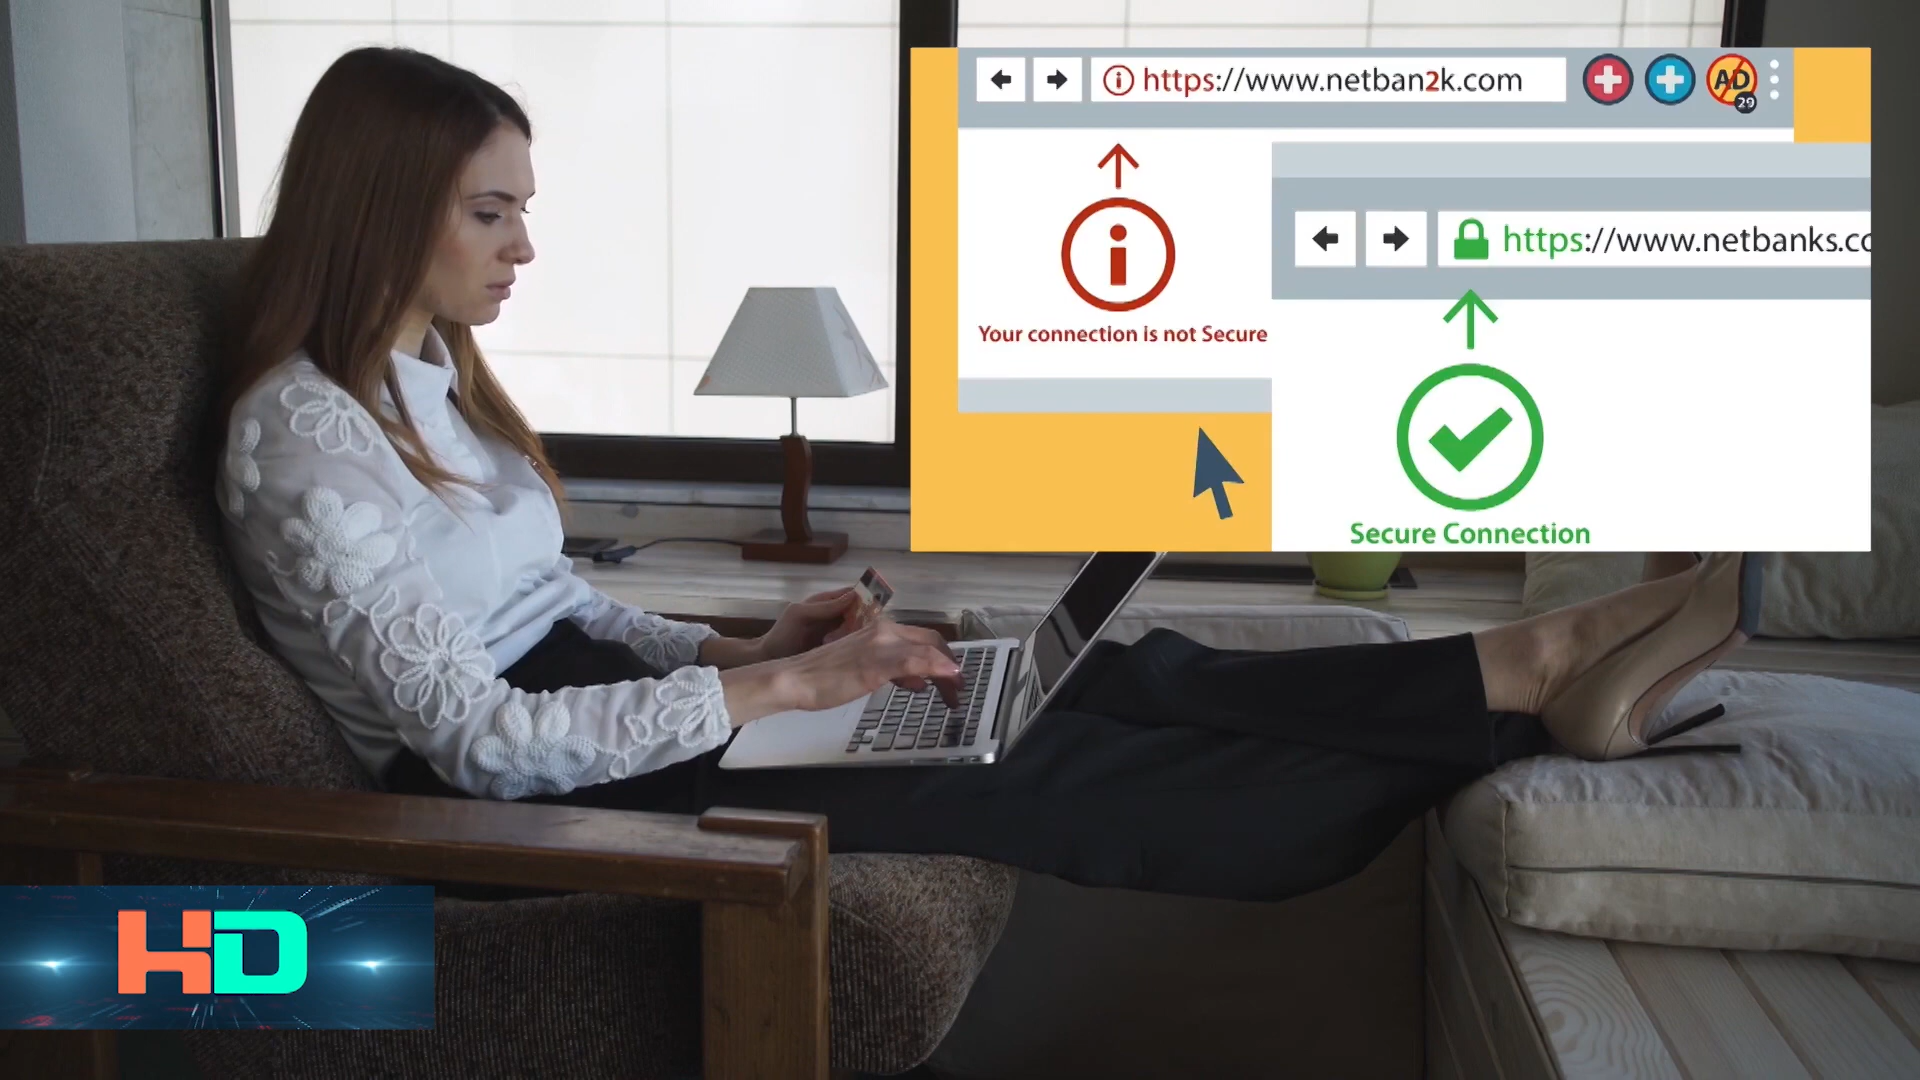 https://www.netban2k.com
AD
29
https://www.netbanks.co
Your connection is not Secure
Secure Connection
HD